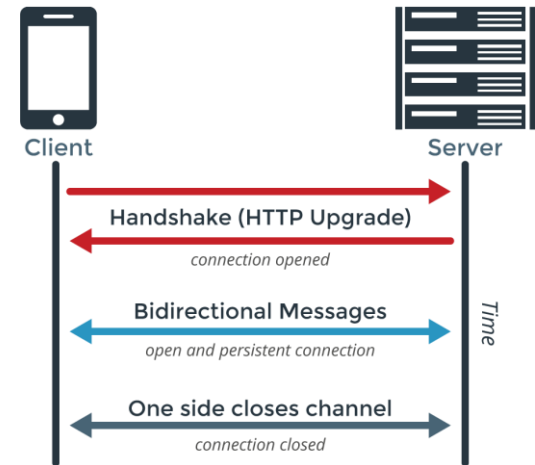 Client
Server
Handshake (HTTP Upgrade)
connection opened
Bidirectional Messages
open and persistent connection
Time
One side closes channel
connection closed